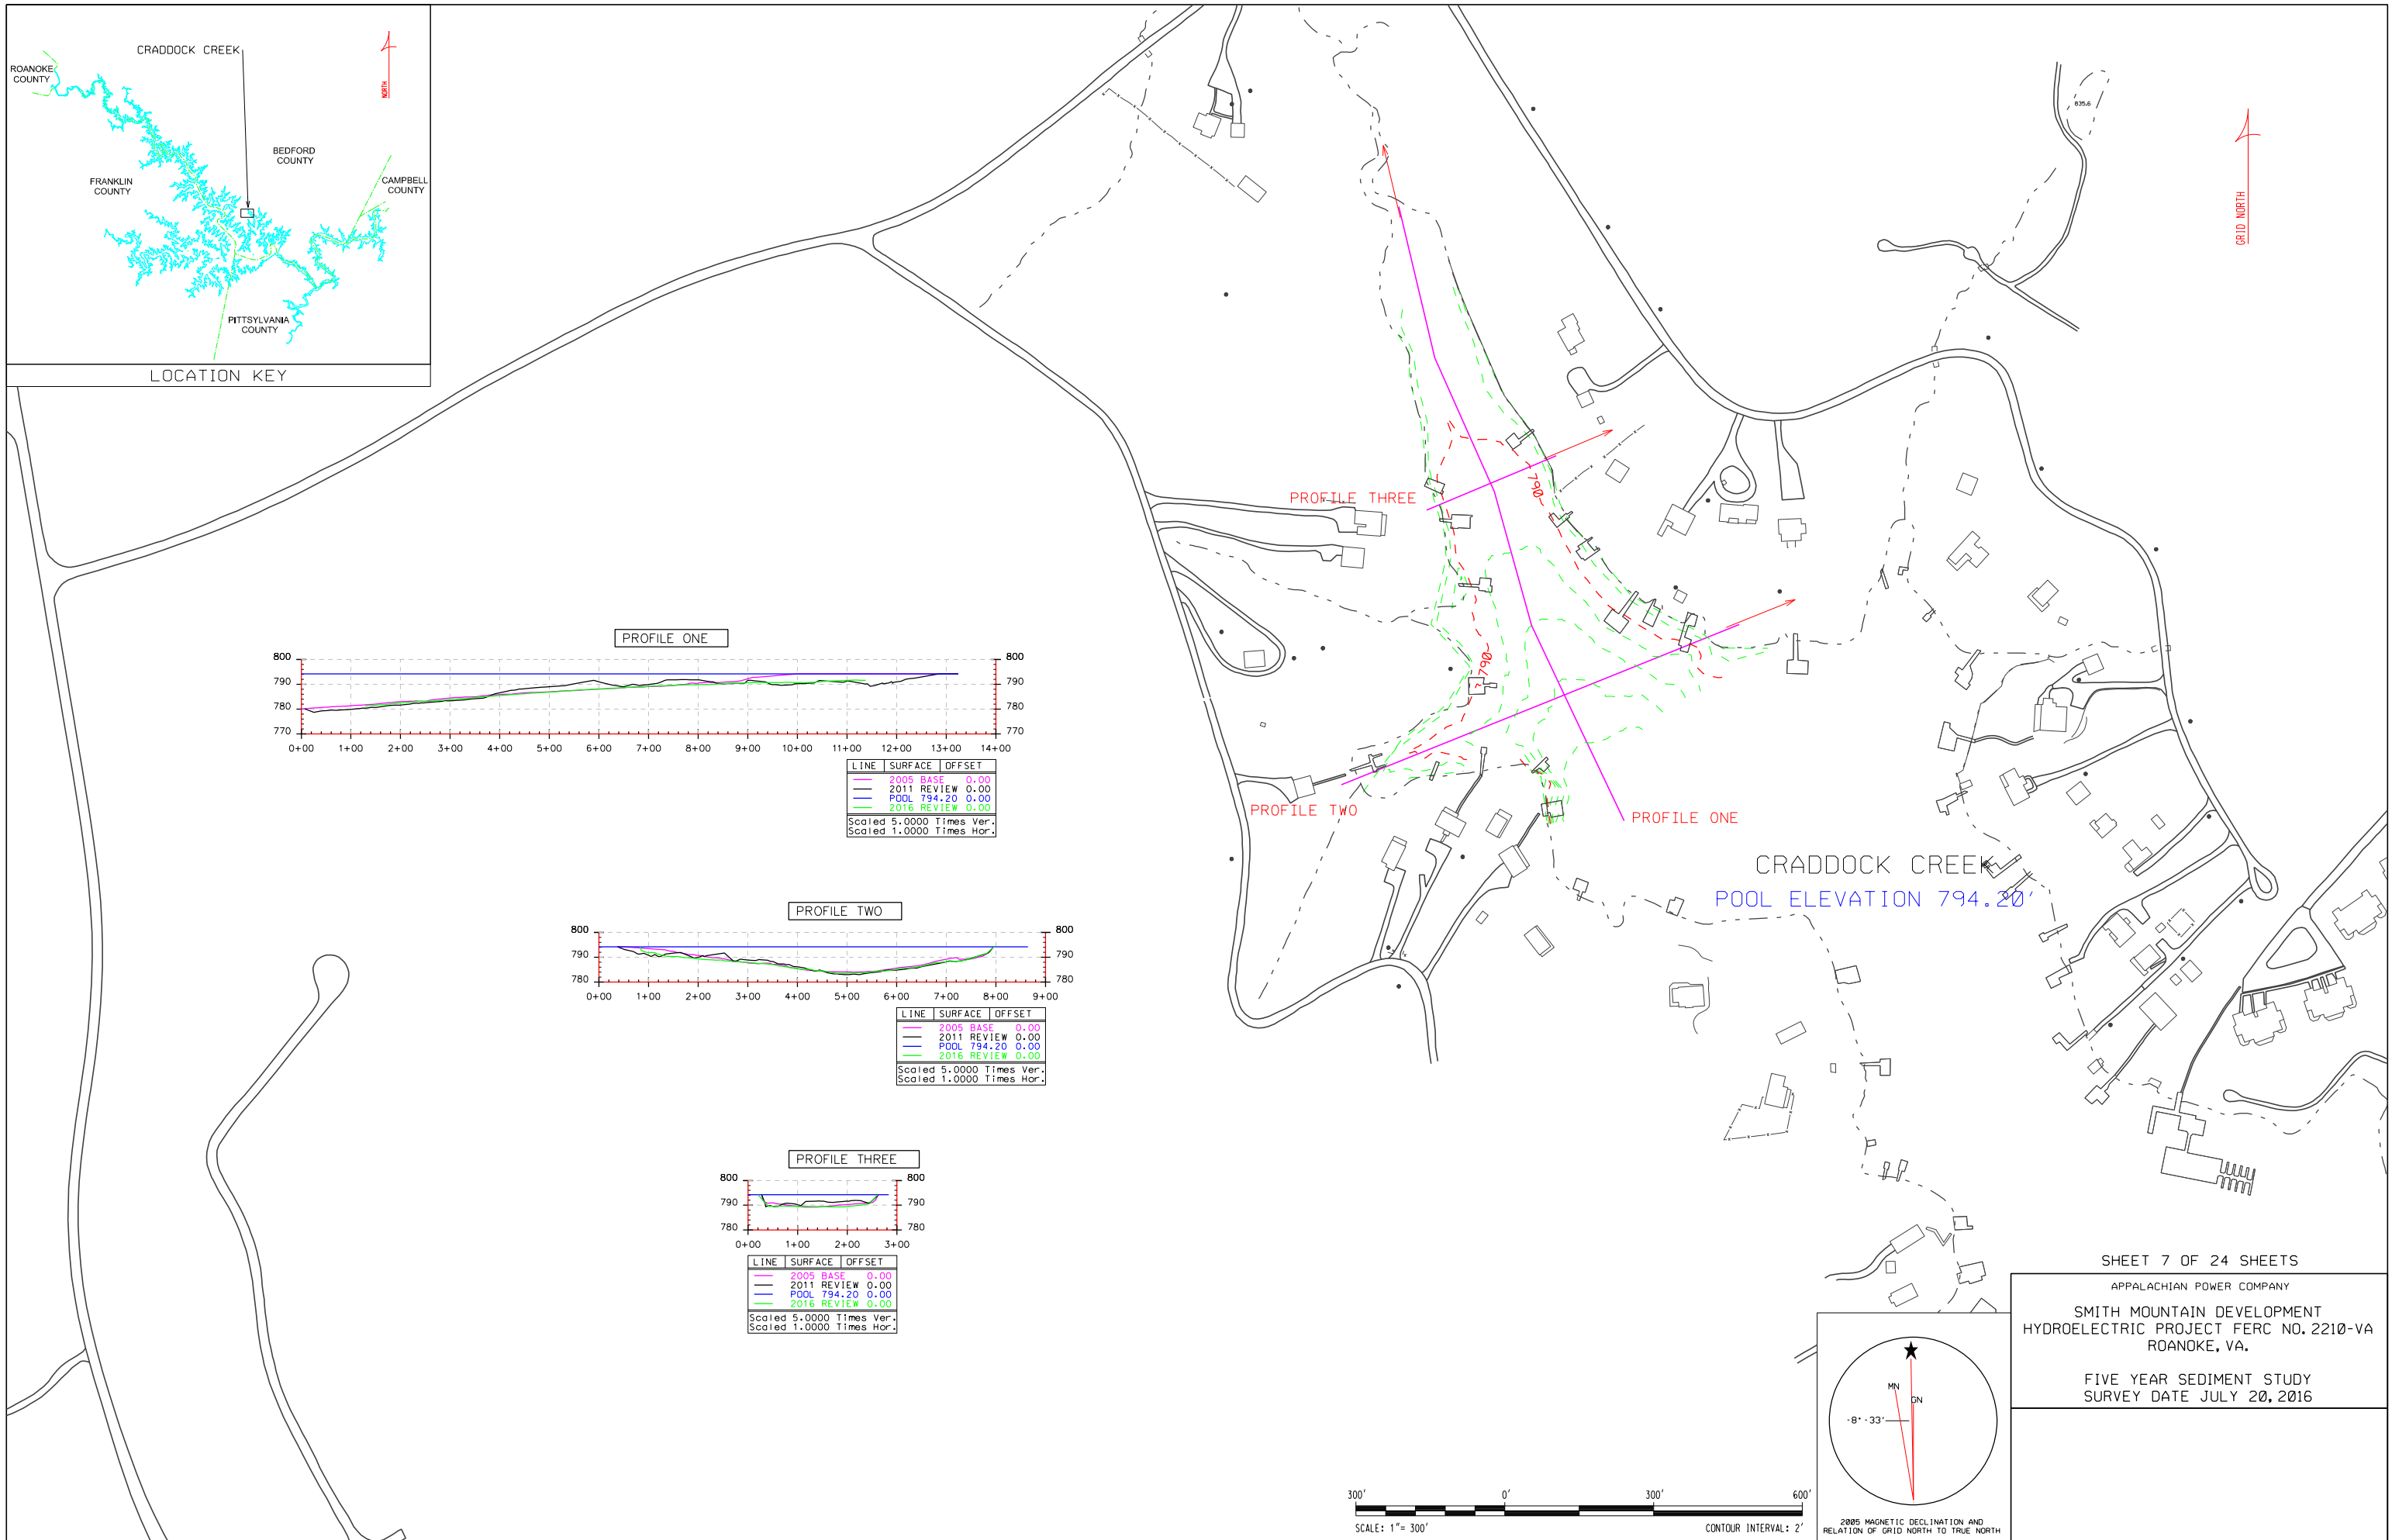 CRADDOCK CREEK
ROANOKE
COUNTY
NORTH
BEDFORD
COUNTY
FRANKLIN
COUNTY
CAMPBELL
COUNTY
PITTSYLVANIA
COUNTY
LOCATION KEY
835.6
GRID NORTH
PROFILE THREE
790
790
PROFILE TWO
PROFILE ONE
CRADDOCK CREEK
POOL ELEVATION 794.20'
PROFILE ONE
800 800
790 790
780 780
770 770
0+00 1+00 2+00 3+00 4+00 5+00 6+00 7+00 8+00 9+00 10+00 11+00 12+00 13+00 14+00
LINE SURFACE OFFSET
2005 BASE 0.00
2011 REVIEW 0.00
POOL 794.20 0.00
2016 REVIEW 0.00
Scaled 5.0000 Times Ver.
Scaled 1.0000 Times Hor.
PROFILE TWO
800 800
790 790
780 780
0+00 1+00 2+00 3+00 4+00 5+00 6+00 7+00 8+00 9+00
LINE SURFACE OFFSET
2005 BASE 0.00
2011 REVIEW 0.00
POOL 794.20 0.00
2016 REVIEW 0.00
Scaled 5.0000 Times Ver.
Scaled 1.0000 Times Hor.
PROFILE THREE
800 800
790 790
780 780
0+00 1+00 2+00 3+00
LINE SURFACE OFFSET
2005 BASE 0.00
2011 REVIEW 0.00
POOL 794.20 0.00
2016 REVIEW 0.00
Scaled 5.0000 Times Ver.
Scaled 1.0000 Times Hor.
SHEET 7 OF 24 SHEETS
APPALACHIAN POWER COMPANY
SMITH MOUNTAIN DEVELOPMENT
HYDROELECTRIC PROJECT FERC NO. 2210-VA
ROANOKE, VA.
FIVE YEAR SEDIMENT STUDY
SURVEY DATE JULY 20, 2016
MN
GN
-8°-33'
2005 MAGNETIC DECLINATION AND
RELATION OF GRID NORTH TO TRUE NORTH
300' 0' 300' 600'
SCALE: 1"= 300' CONTOUR INTERVAL: 2'